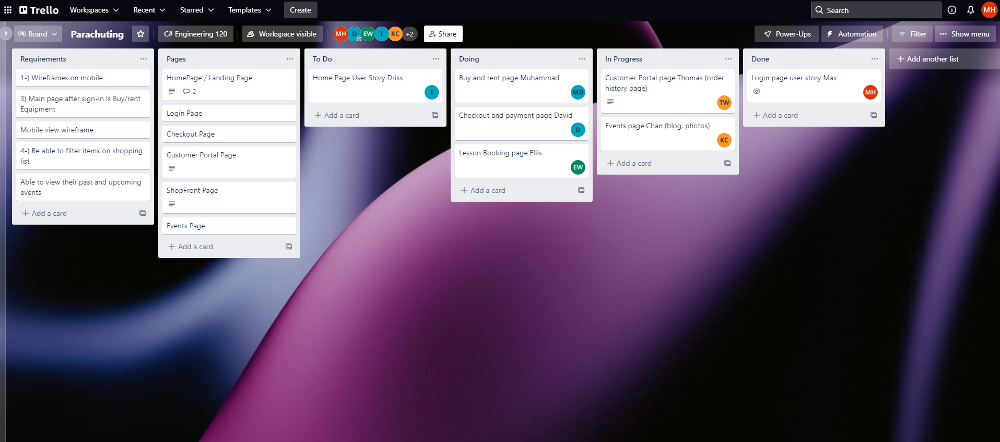 Trello
Workspaces
Recent
Starred
Templates
Create
Search
MH
Board
Parachuting
C# Engineering 120
Workspace visible
MH
D
EW
I
KC
+2
Share
Power-Ups
Automation
Filter
Show menu
Requirements
1-) Wireframes on mobile
3) Main page after sign-in is Buy/rent
Equipment
Mobile view wireframe
4-) Be able to filter items on shopping
list
Able to view their past and upcoming
events
Add a card
Pages
HomePage / Landing Page
2
Login Page
Checkout Page
Customer Portal Page
ShopFront Page
Events Page
Add a card
To Do
Home Page User Story Driss
I
Add a card
Doing
Buy and rent page Muhammad
MD
Checkout and payment page David
D
Lesson Booking page Ellis
EW
Add a card
In Progress
Customer Portal page Thomas (order
history page)
TW
Events page Chan (blog, photos)
KC
Add a card
Done
Login page user story Max
MH
Add a card
Add another list